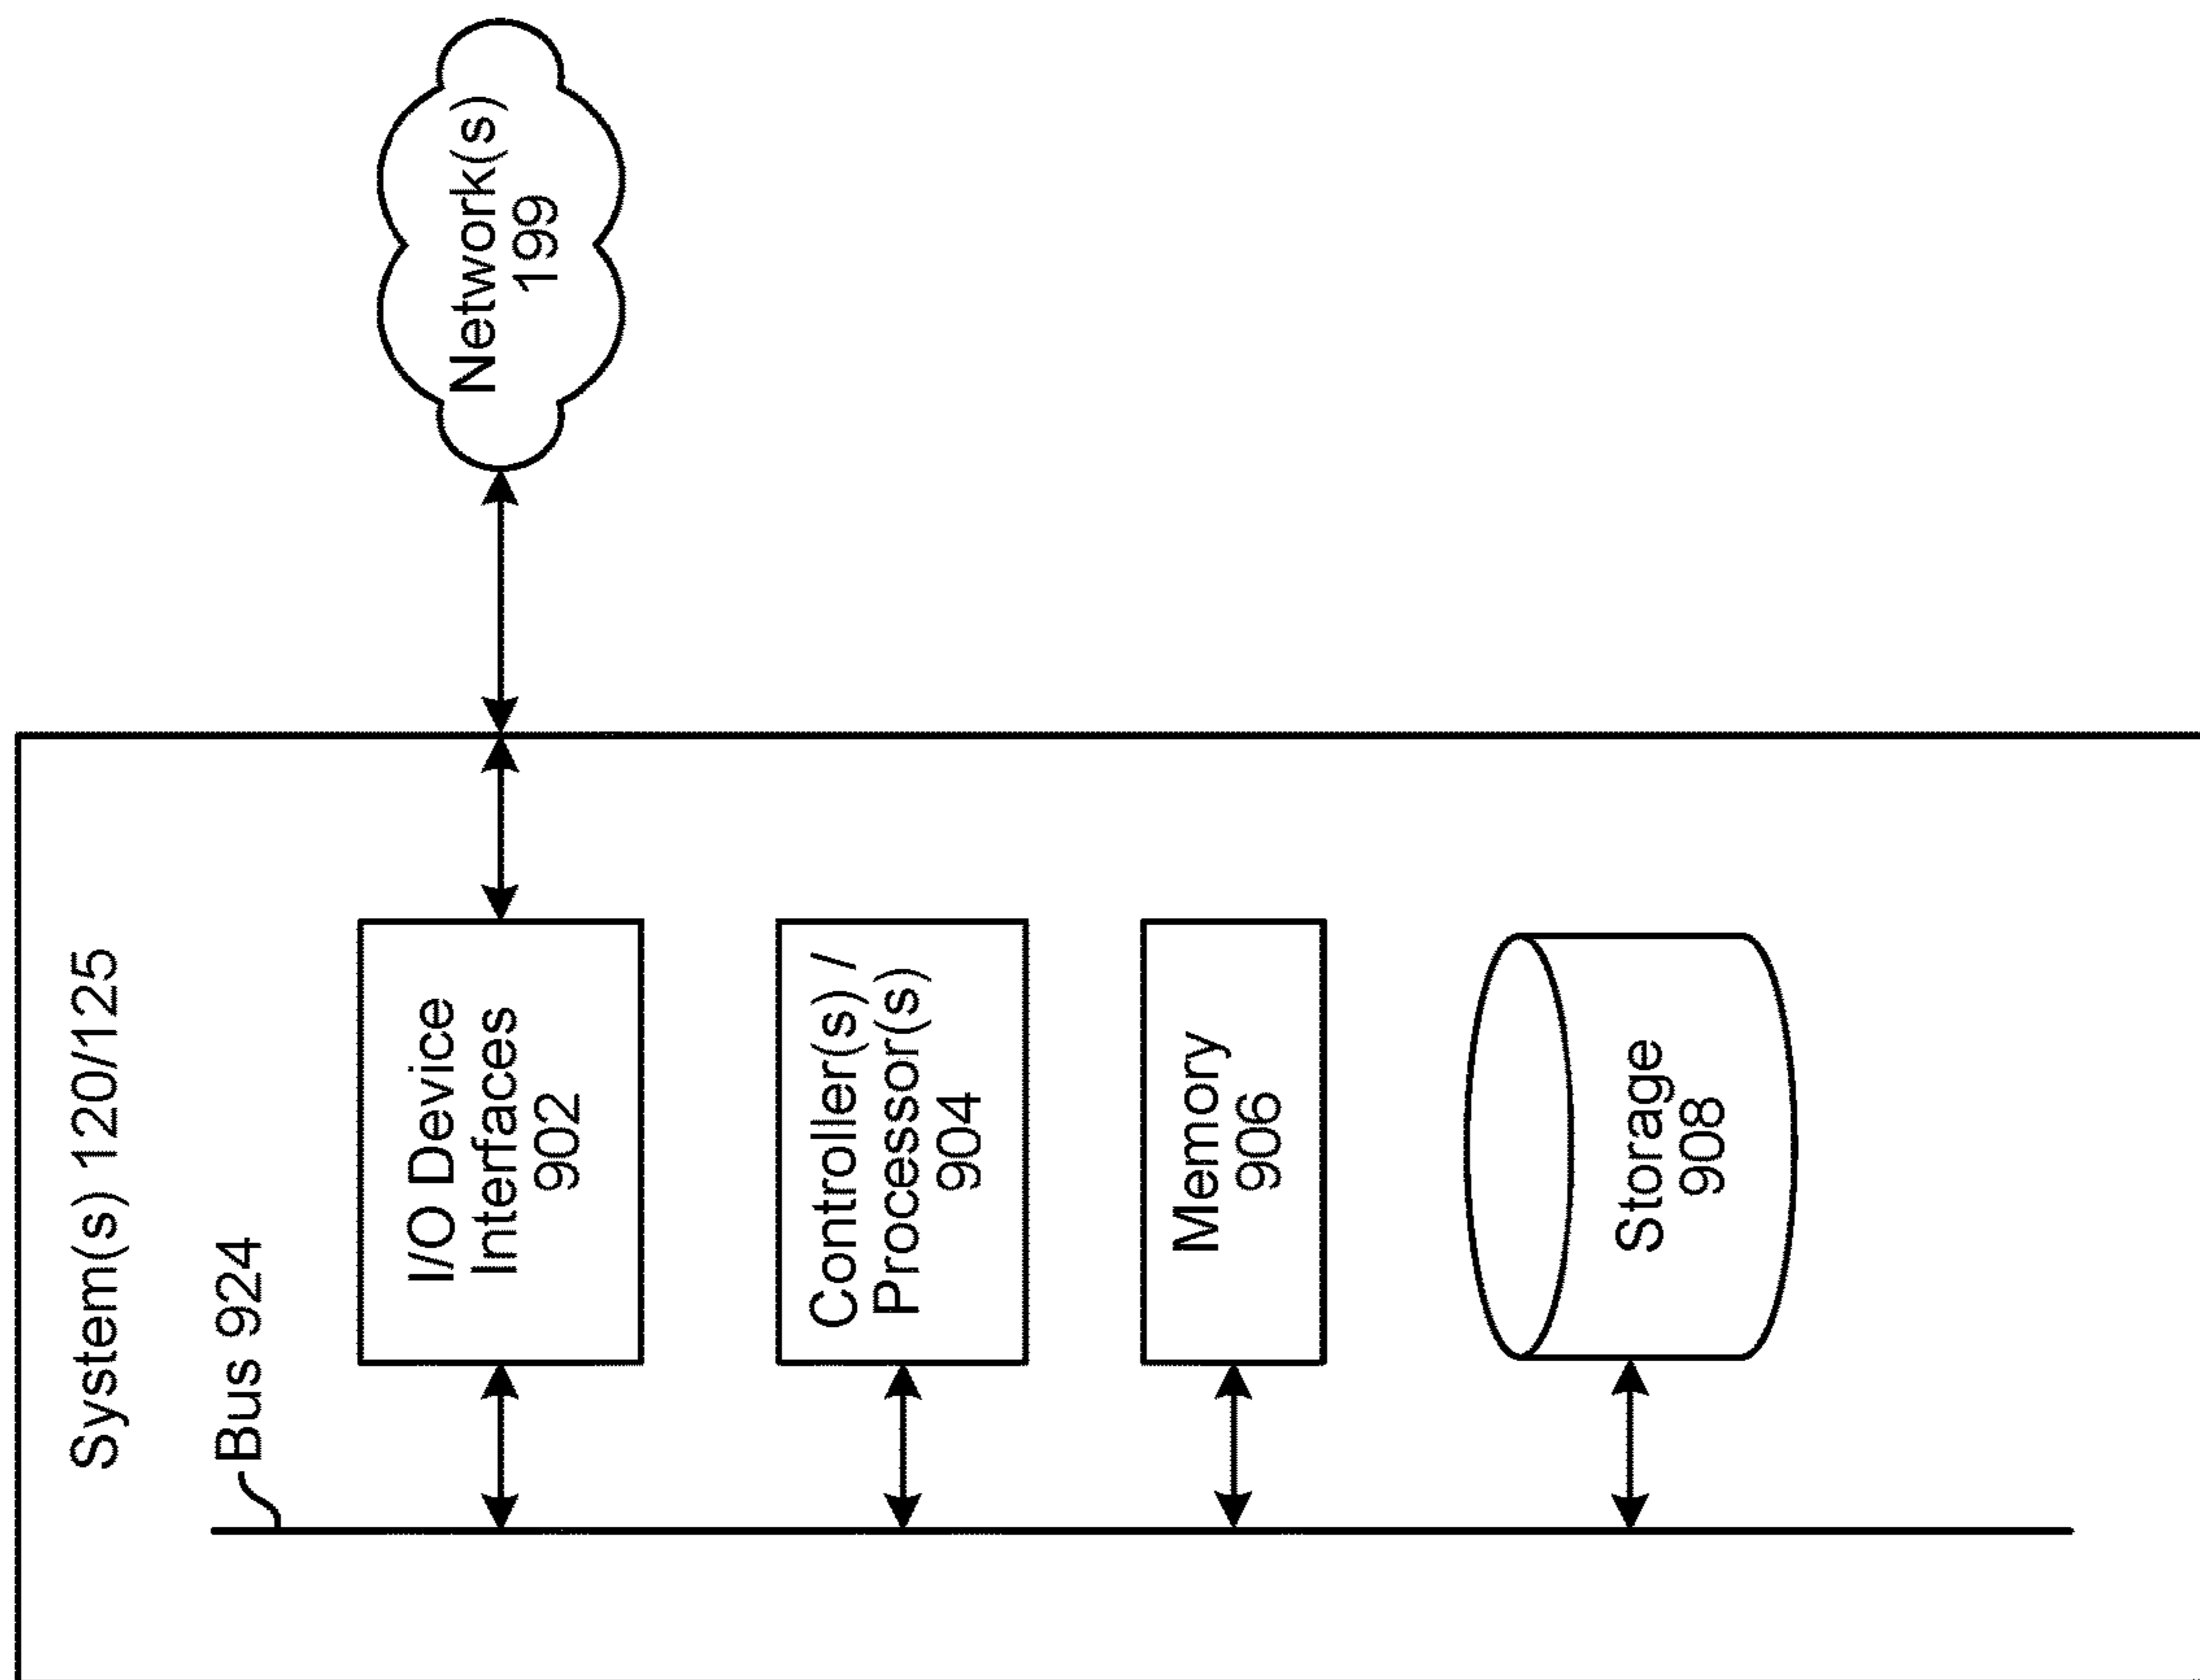 System(s) 120/125
Bus 924
I/O Device
Interfaces
902
Network(s)
199
Controller(s) /
Processor(s)
904
Memory
906
Storage
908